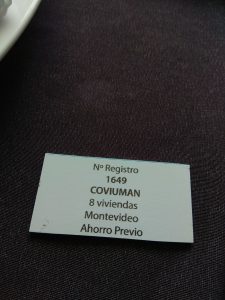 Nº Registro
1649
COVIUMAN
8 viviendas
Montevideo
Ahorro Previo